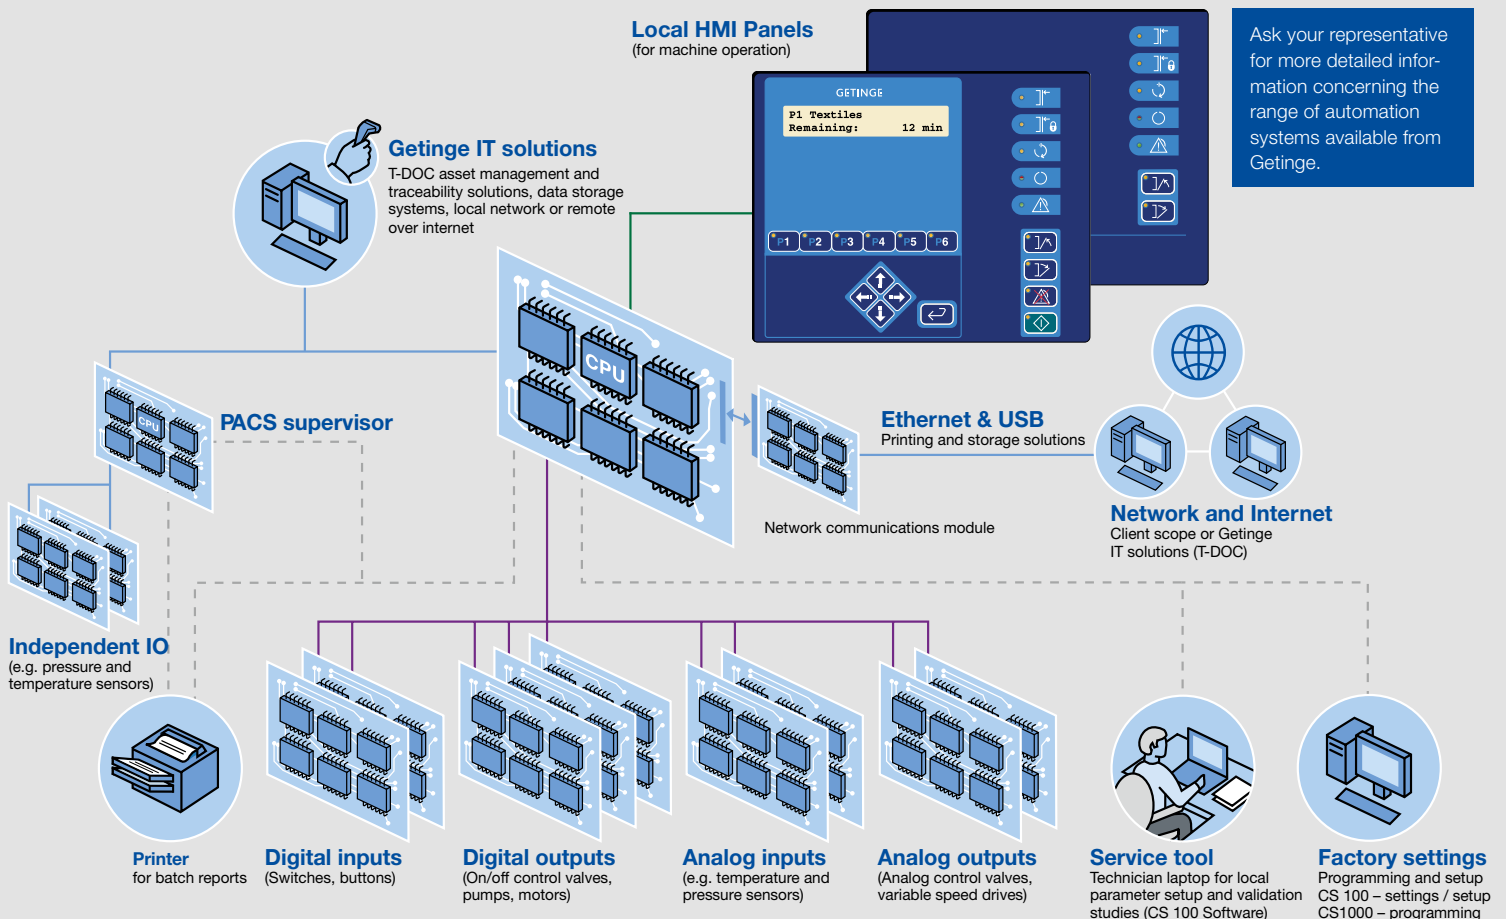 Local HMI Panels
(for machine operation)
Ask your representative
for more detailed infor-
mation concerning the
range of automation
systems available from
Getinge.
GETINGE
P1 Textiles
Remaining: 12 min
P1 P2 P3 P4 P5 P6
Getinge IT solutions
T-DOC asset management and
traceability solutions, data storage
systems, local network or remote
over internet
CPU
CPU
PACS supervisor
Ethernet & USB
Printing and storage solutions
Network communications module
Network and Internet
Client scope or Getinge
IT solutions (T-DOC)
Independent IO
(e.g. pressure and
temperature sensors)
Printer
for batch reports
Digital inputs
(Switches, buttons)
Digital outputs
(On/off control valves,
pumps, motors)
Analog inputs
(e.g. temperature and
pressure sensors)
Analog outputs
(Analog control valves,
variable speed drives)
Service tool
Technician laptop for local
parameter setup and validation
studies (CS 100 Software)
Factory settings
Programming and setup
CS 100 – settings / setup
CS1000 – programming